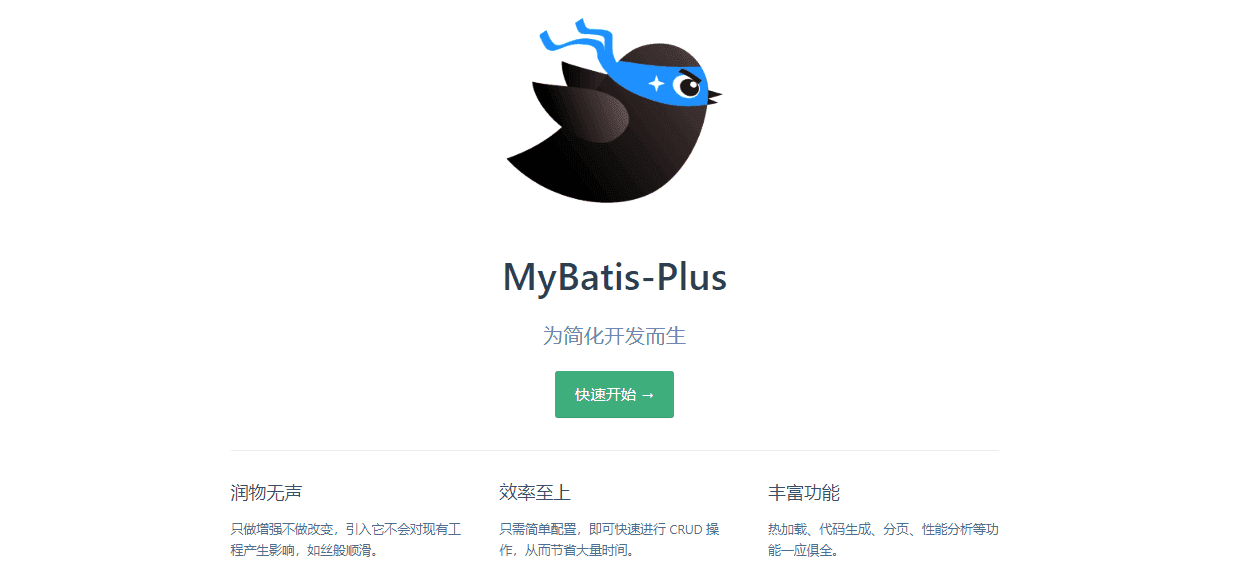 MyBatis-Plus
为简化开发而生
快速开始 →
润物无声
只做增强不做改变，引入它不会对现有工
程产生影响，如丝般顺滑。
效率至上
只需简单配置，即可快速进行 CRUD 操
作，从而节省大量时间。
丰富功能
热加载、代码生成、分页、性能分析等功
能一应俱全。